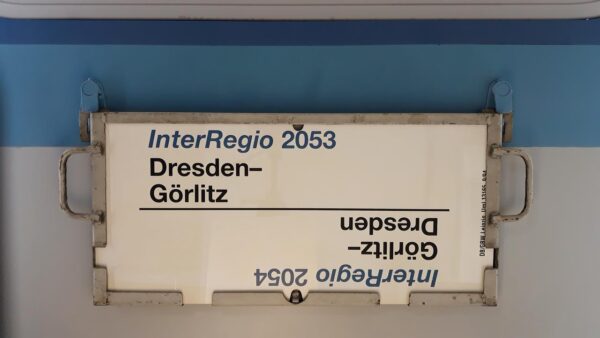 InterRegio 2053
Dresden–
Görlitz
Görlitz–
Dresden
InterRegio 2054